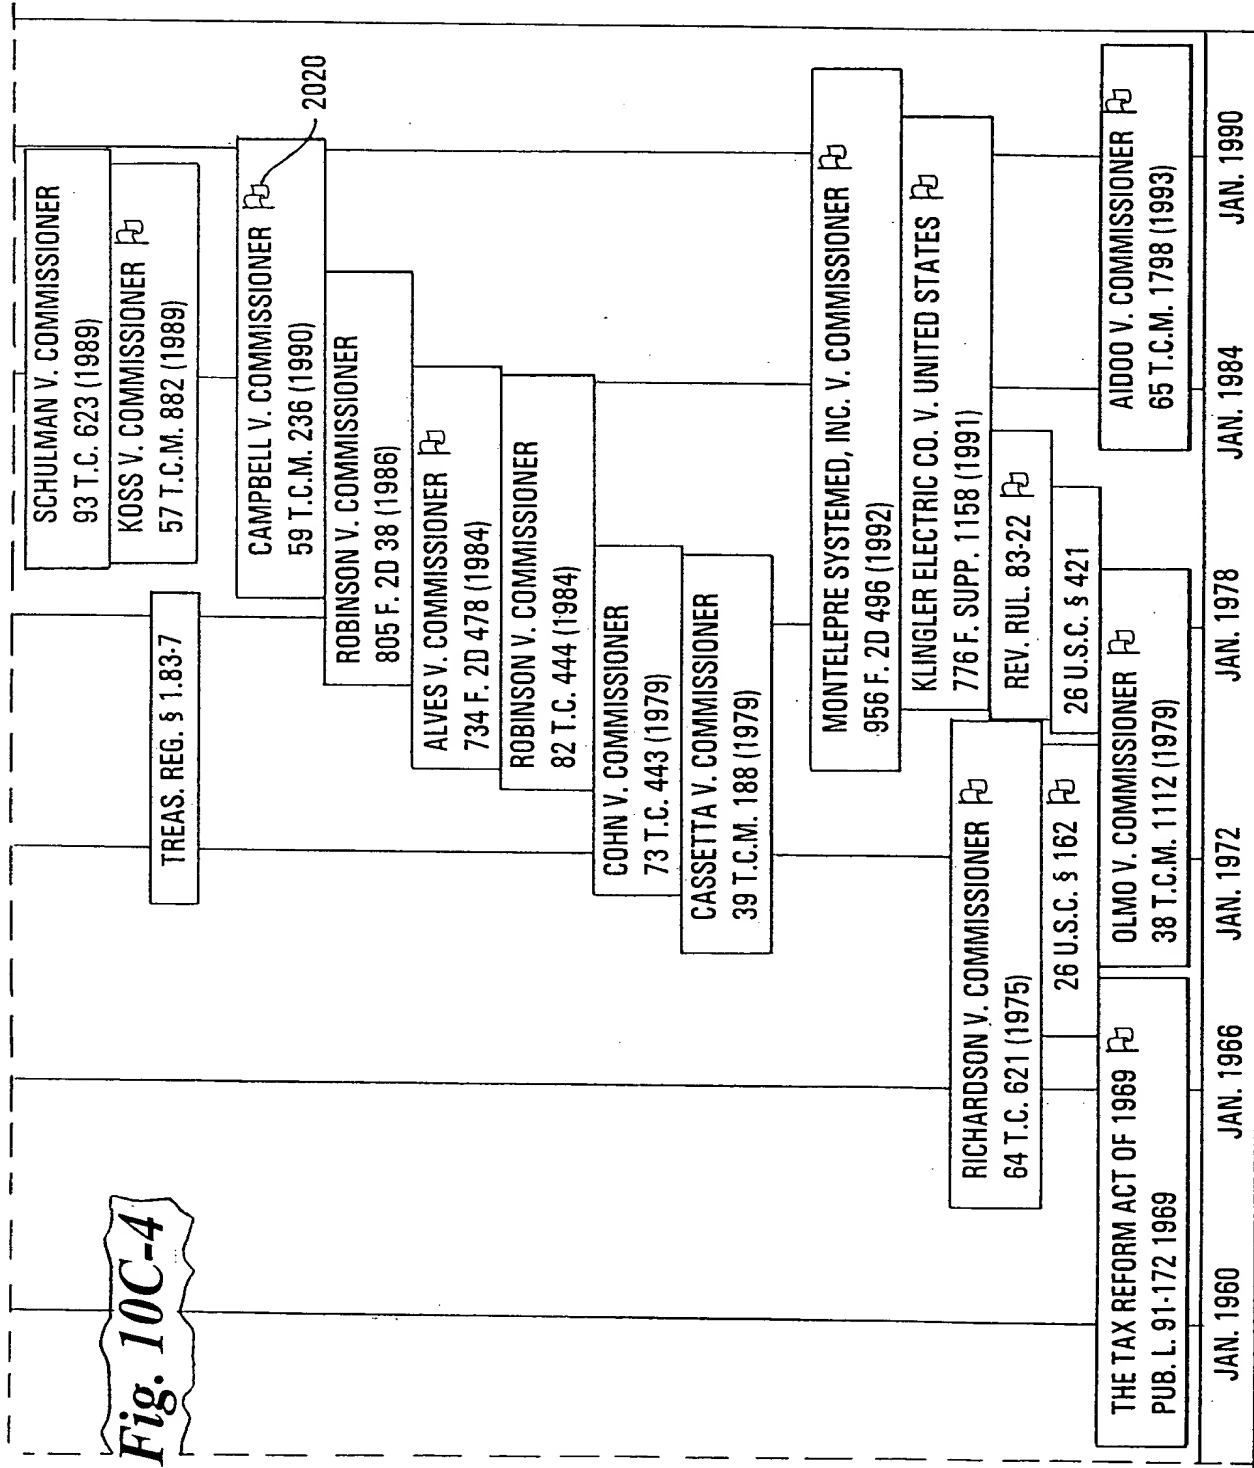 Fig. 10C-4
SCHULMAN V. COMMISSIONER
93 T.C. 623 (1989)
KOSS V. COMMISSIONER
57 T.C.M. 882 (1989)
TREAS. REG. § 1.83-7
2020
CAMPBELL V. COMMISSIONER
59 T.C.M. 236 (1990)
ROBINSON V. COMMISSIONER
805 F. 2D 38 (1986)
ALVES V. COMMISSIONER
734 F. 2D 478 (1984)
ROBINSON V. COMMISSIONER
82 T.C. 444 (1984)
COHN V. COMMISSIONER
73 T.C. 443 (1979)
CASSETTA V. COMMISSIONER
39 T.C.M. 188 (1979)
MONTELEPRE SYSTEMED, INC. V. COMMISSIONER
956 F. 2D 496 (1992)
KLINGLER ELECTRIC CO. V. UNITED STATES
776 F. SUPP. 1158 (1991)
RICHARDSON V. COMMISSIONER
64 T.C. 621 (1975)
REV. RUL. 83-22
26 U.S.C. § 162
26 U.S.C. § 421
THE TAX REFORM ACT OF 1969
PUB. L. 91-172 1969
OLMO V. COMMISSIONER
38 T.C.M. 1112 (1979)
AIDOO V. COMMISSIONER
65 T.C.M. 1798 (1993)
JAN. 1960
JAN. 1966
JAN. 1972
JAN. 1978
JAN. 1984
JAN. 1990